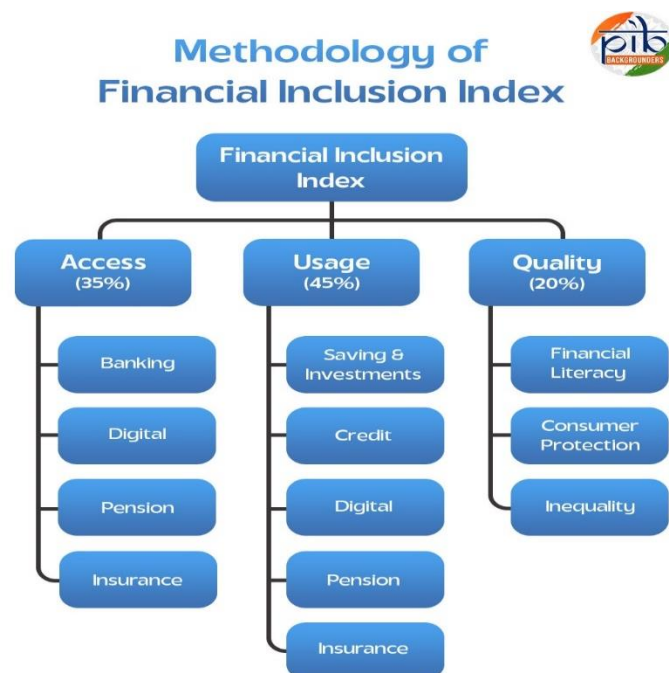 pib
BACKGROUNDERS
Methodology of
Financial Inclusion Index
Financial Inclusion
Index
Access
(35%)
Banking
Digital
Pension
Insurance
Usage
(45%)
Saving &
Investments
Credit
Digital
Pension
Insurance
Quality
(20%)
Financial
Literacy
Consumer
Protection
Inequality